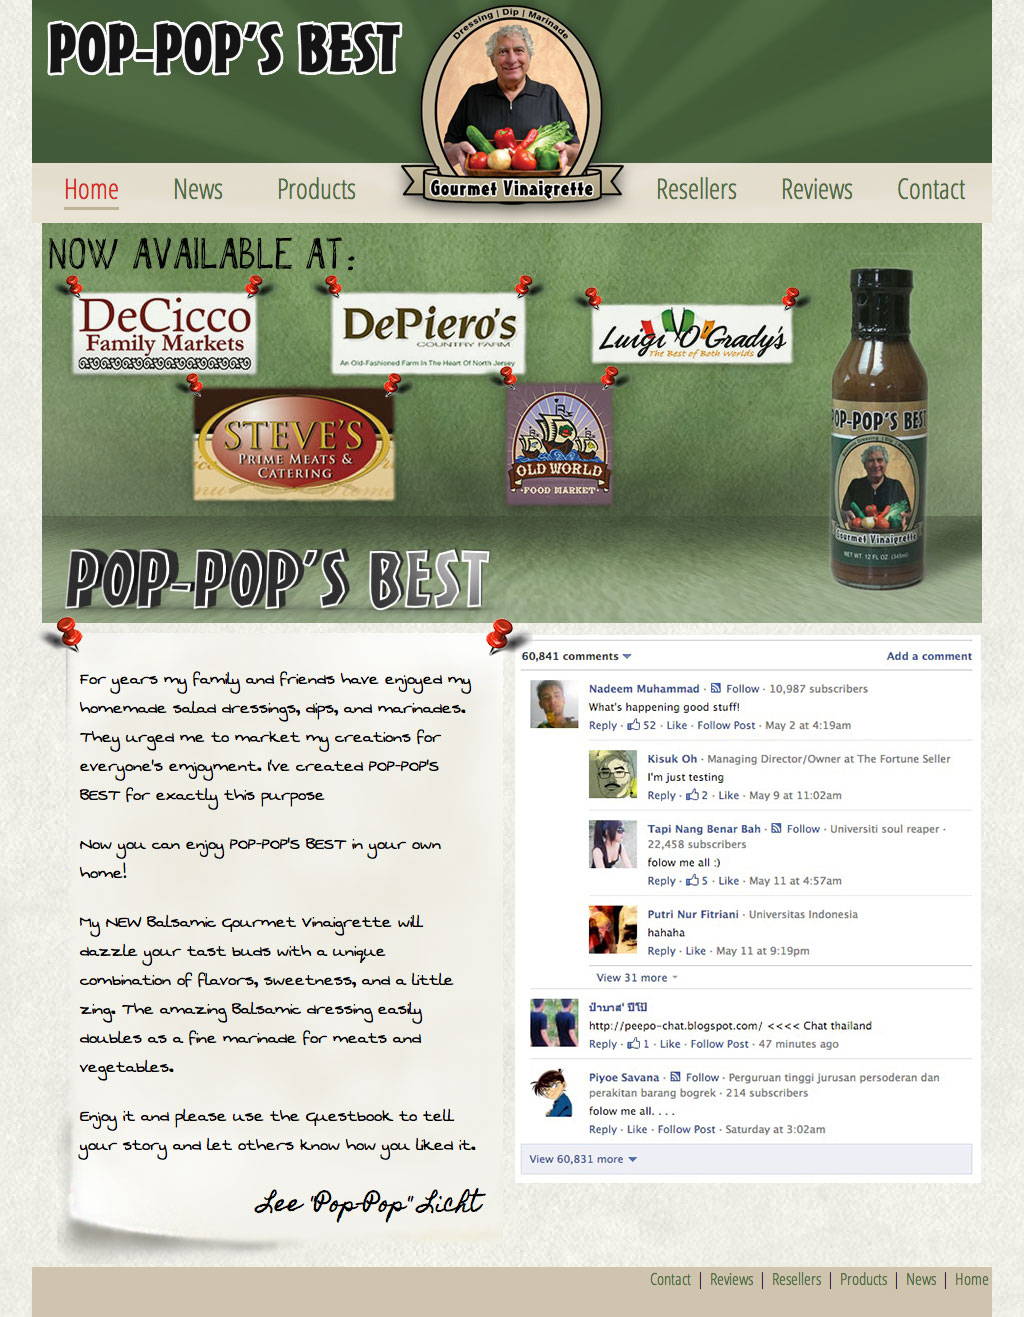 POP-POP'S BEST
Dressing | Dip | Marinade
Gourmet Vinaigrette
Home
News
Products
Resellers
Reviews
Contact
NOW AVAILABLE AT:
DeCicco
Family Markets
DePiero's
COUNTRY FARM
An Old-Fashioned Farm In The Heart Of North Jersey
Luigi O'Grady's
The Best of Both Worlds
STEVE'S
PRIME MEATS &
CATERING
OLD WORLD
FOOD MARKET
POP-POP'S BEST
Dressing | Dip |
Gourmet Vinaigrette
NET WT. 12 FL OZ. (345ml)
POP-POP'S BEST
For years my family and friends have enjoyed my
homemade salad dressings, dips, and marinades.
They urged me to market my creations for
everyone's enjoyment. I've created POP-POP'S
BEST for exactly this purpose
Now you can enjoy POP-POP'S BEST in your own
home!
My NEW Balsamic Gourmet Vinaigrette will
dazzle your tast buds with a unique
combination of flavors, sweetness, and a little
zing. The amazing Balsamic dressing easily
doubles as a fine marinade for meats and
vegetables.
Enjoy it and please use the Guestbook to tell
your story and let others know how you liked it.
Lee "Pop-Pop" Licht
60,841 comments
Add a comment
Nadeem Muhammad · Follow · 10,987 subscribers
What's happening good stuff!
Reply · 52 · Like · Follow Post · May 2 at 4:19am
Kisuk Oh · Managing Director/Owner at The Fortune Seller
I'm just testing
Reply · 2 · Like · May 9 at 11:02am
Tapi Nang Benar Bah · Follow · Universiti soul reaper ·
22,458 subscribers
folow me all :)
Reply · 5 · Like · May 11 at 4:57am
Putri Nur Fitriani · Universitas Indonesia
hahaha
Reply · Like · May 11 at 9:19pm
View 31 more
ป๋าบาส' ปีโป้
http://peepo-chat.blogspot.com/ <<<< Chat thailand
Reply · 1 · Like · Follow Post · 47 minutes ago
Piyoe Savana · Follow · Perguruan tinggi jurusan persoderan dan
perakitan barang bogrek · 214 subscribers
folow me all. . . .
Reply · Like · Follow Post · Saturday at 3:02am
View 60,831 more
Contact | Reviews | Resellers | Products | News | Home